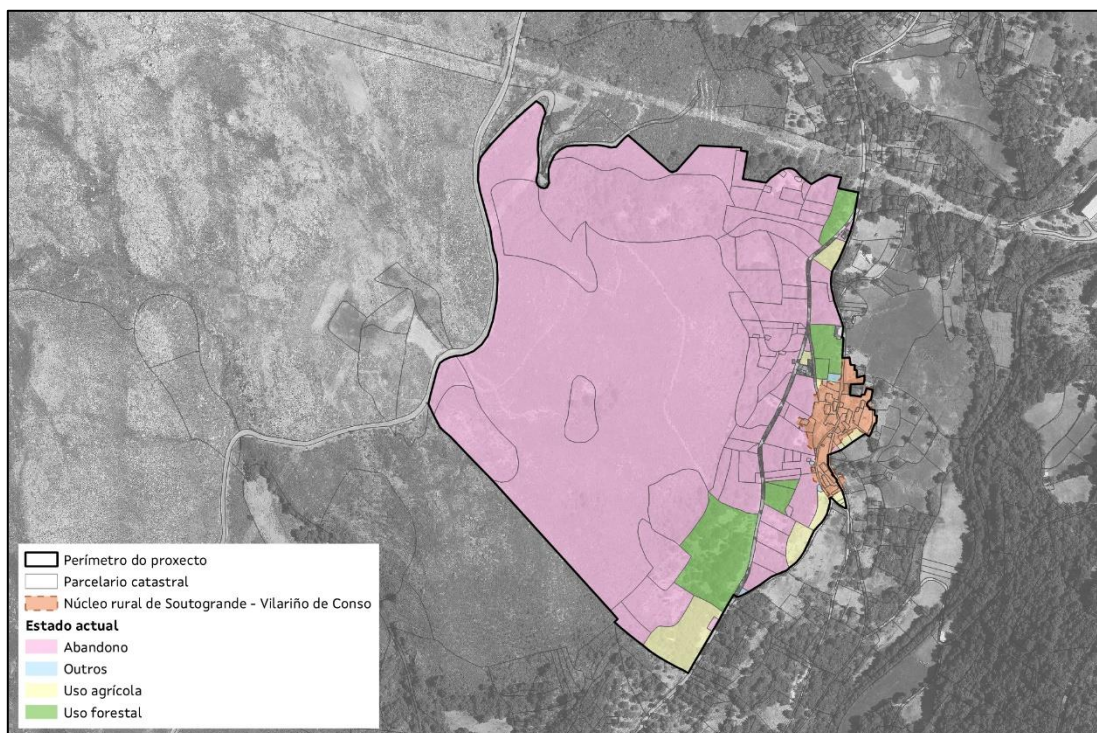 Perímetro do proxecto
Parcelario catastral
Núcleo rural de Soutogrande - Vilariño de Conso
Estado actual
Abandono
Outros
Uso agrícola
Uso forestal